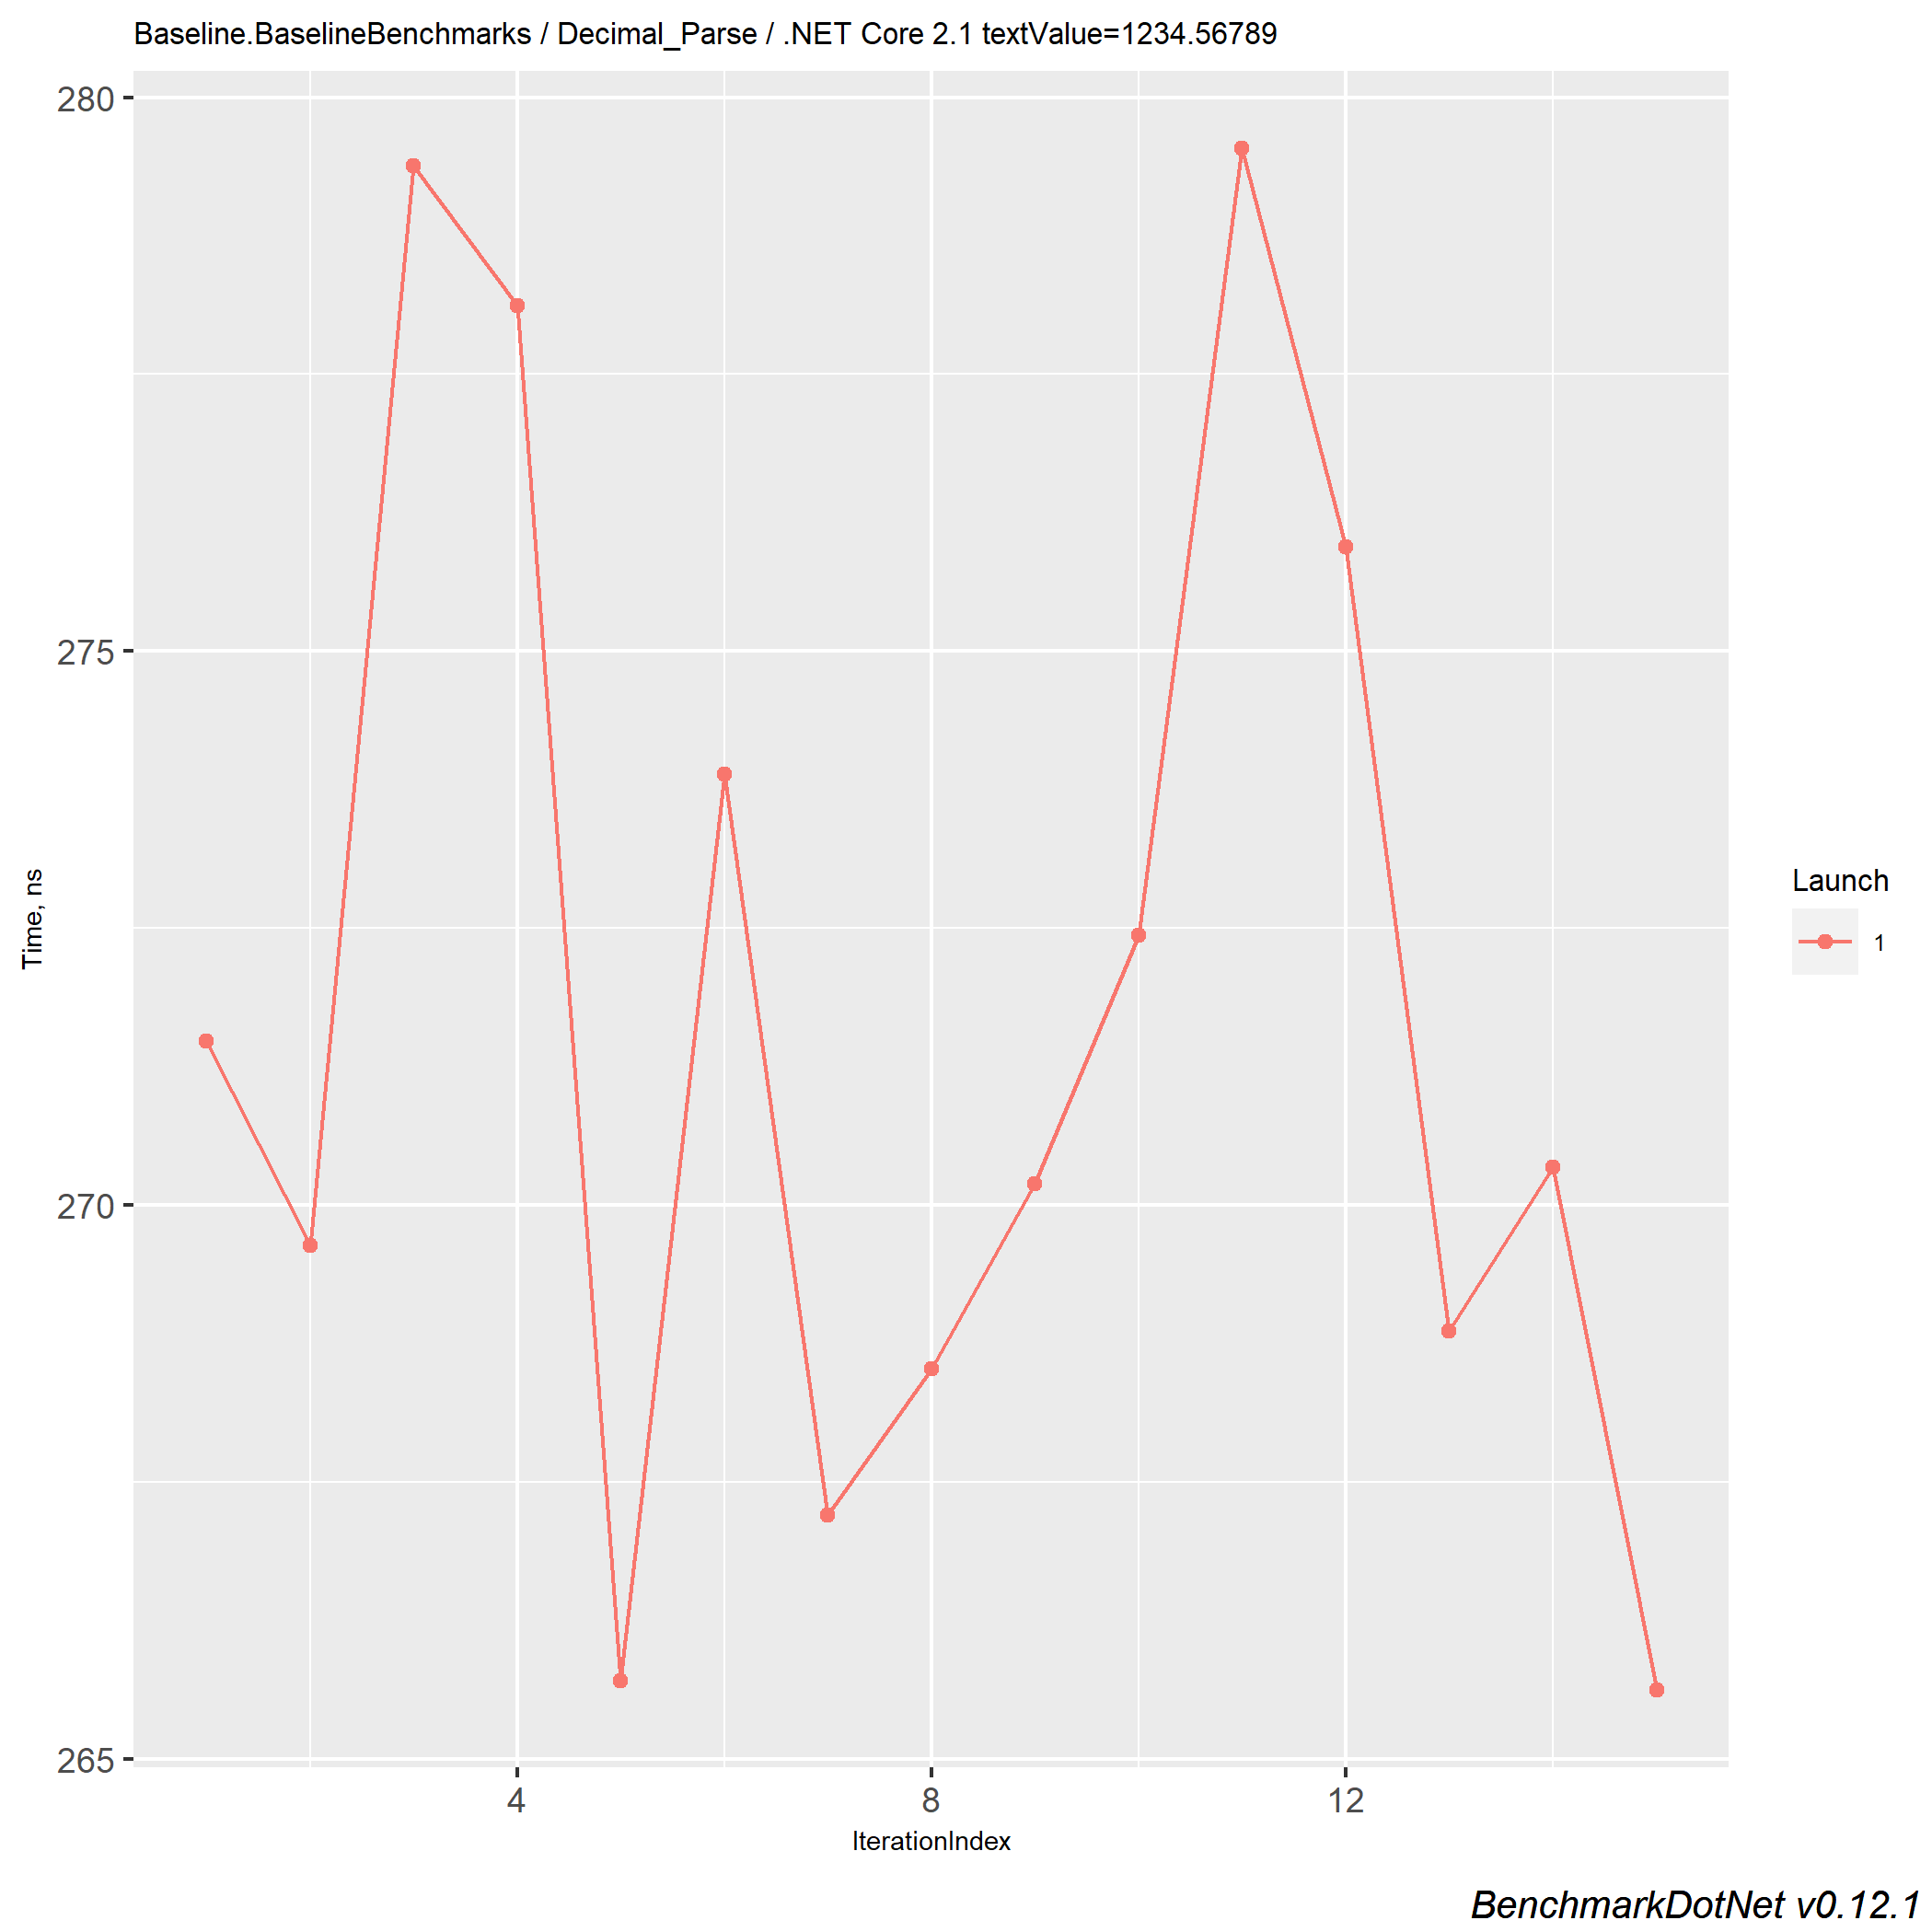 Baseline.BaselineBenchmarks / Decimal_Parse / .NET Core 2.1 textValue=1234.56789
280
275
270
265
Time, ns
4
8
12
IterationIndex
Launch
1
BenchmarkDotNet v0.12.1